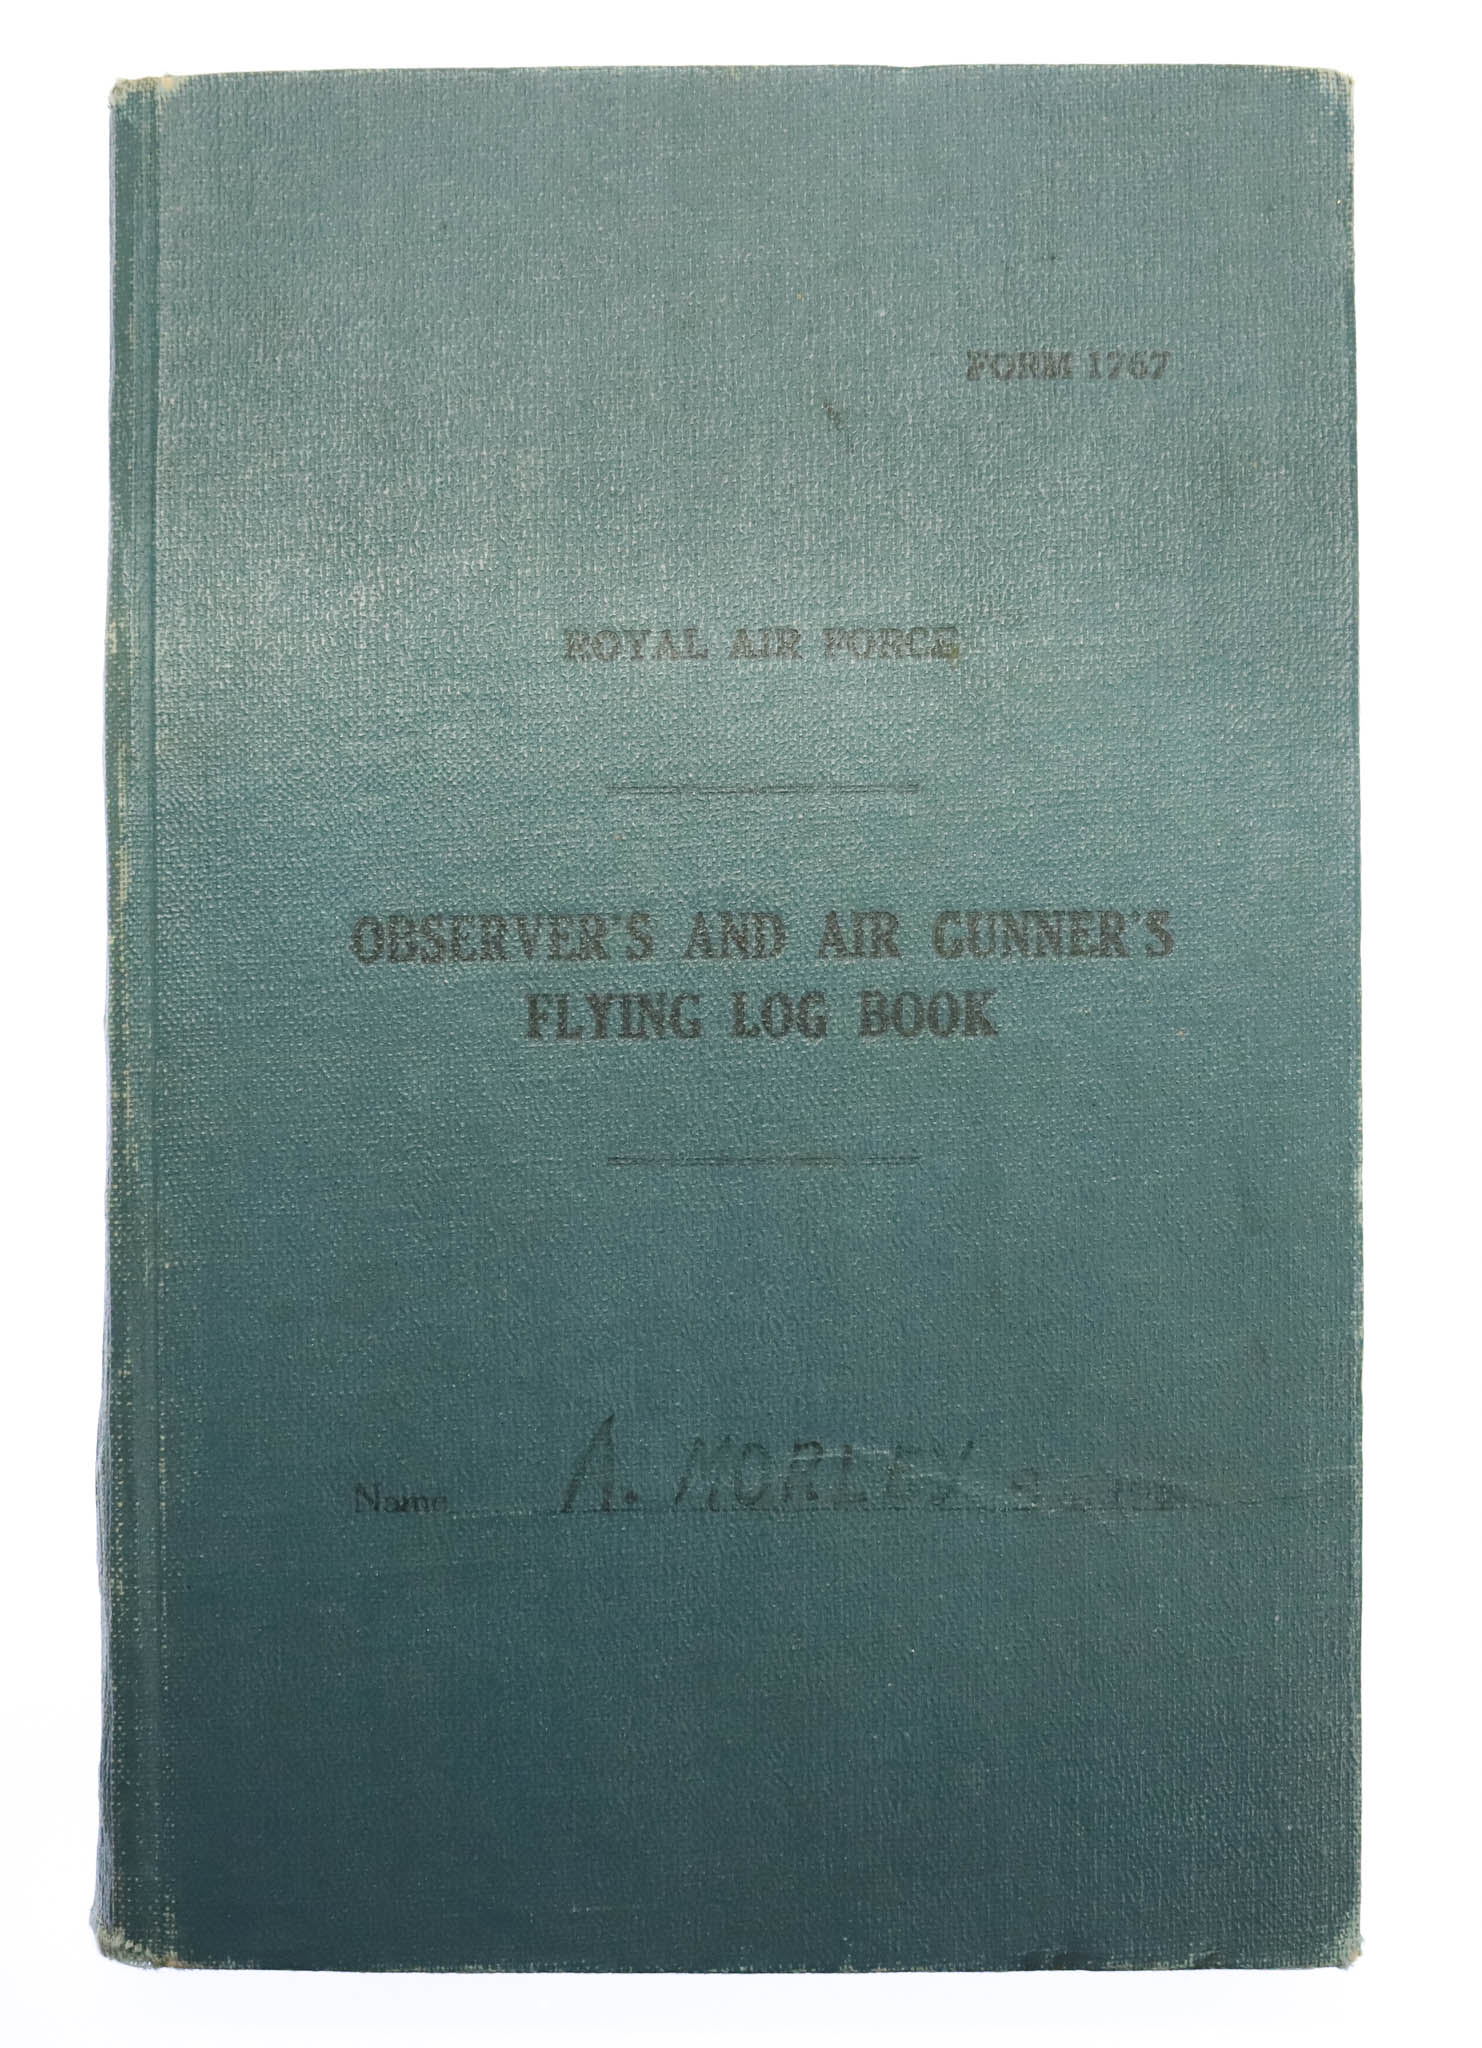 FORM 1767
ROYAL AIR FORCE
OBSERVER'S AND AIR GUNNER'S
FLYING LOG BOOK
Name A. MORLEY